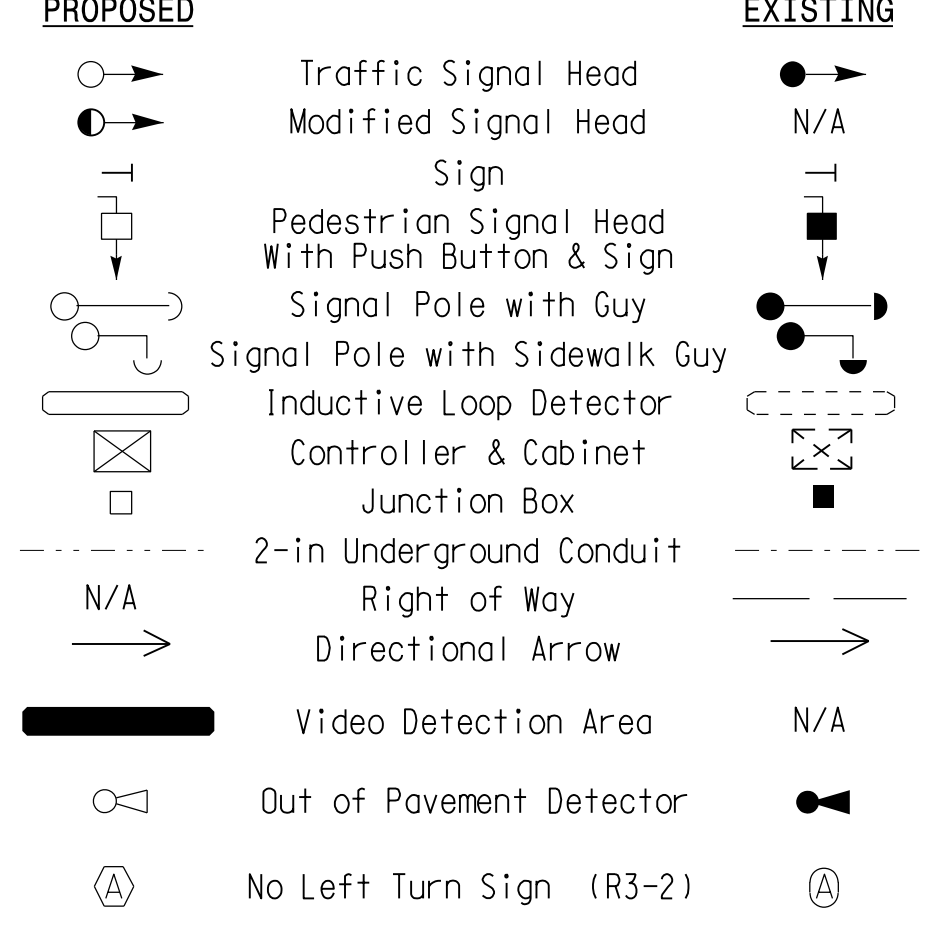 PROPOSED EXISTING
Traffic Signal Head
Modified Signal Head N/A
Sign
Pedestrian Signal Head
With Push Button & Sign
Signal Pole with Guy
Signal Pole with Sidewalk Guy
Inductive Loop Detector
Controller & Cabinet
Junction Box
2-in Underground Conduit
N/A Right of Way
Directional Arrow
Video Detection Area N/A
Out of Pavement Detector
A No Left Turn Sign (R3-2) A